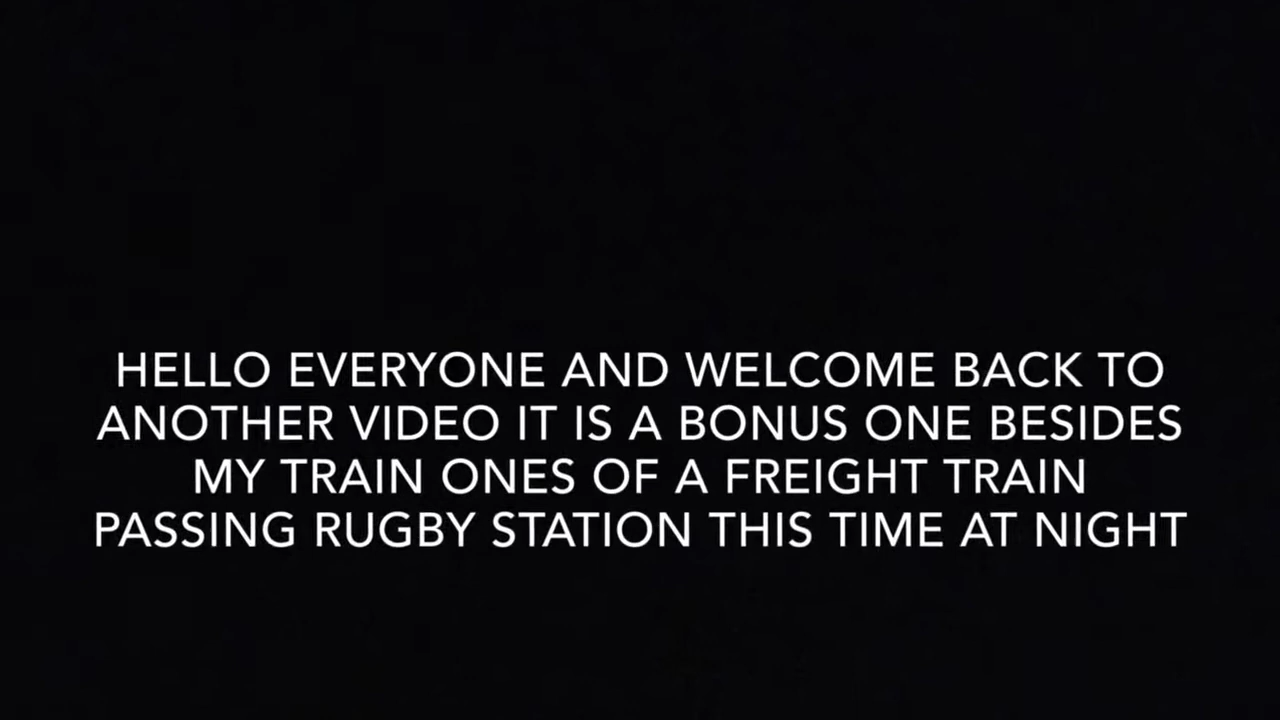 HELLO EVERYONE AND WELCOME BACK TO
ANOTHER VIDEO IT IS A BONUS ONE BESIDES
MY TRAIN ONES OF A FREIGHT TRAIN
PASSING RUGBY STATION THIS TIME AT NIGHT